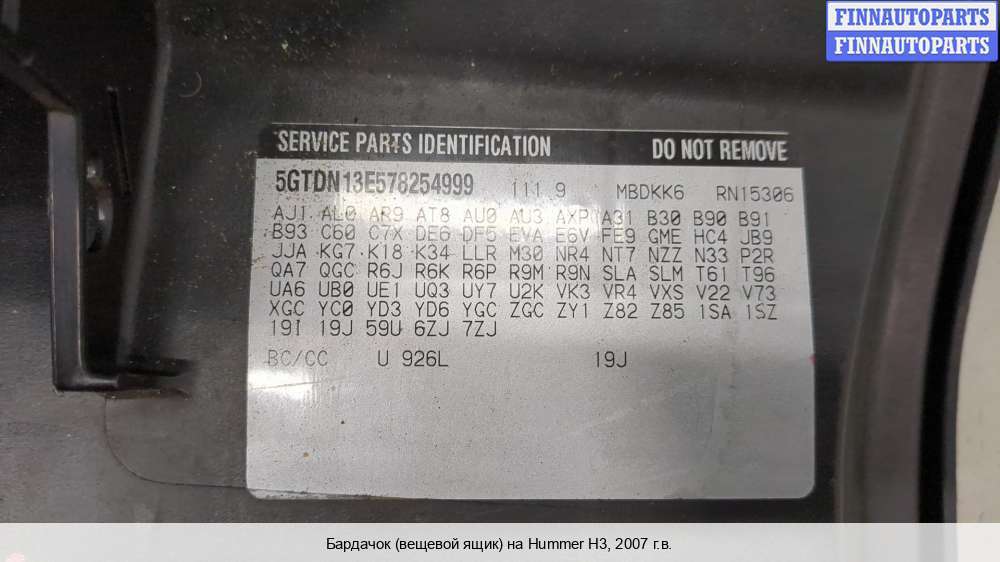 FINNAUTOPARTS
FINNAUTOPARTS
SERVICE PARTS IDENTIFICATION DO NOT REMOVE
5GTDN13E578254999 111 9 MBDKK6 RN15306
AJ1 AL0 AR9 AT8 AU0 AU3 AXP A31 B30 B90 B91
B93 C60 C7X DE6 DF5 EVA E6V FE9 GME HC4 JB9
JJA KG7 K18 K34 LLR M30 NR4 NT7 NZZ N33 P2R
QA7 QGC R6J R6K R6P R9M R9N SLA SLM T61 T96
UA6 UB0 UE1 UQ3 UY7 U2K VK3 VR4 VXS V22 V73
XGC YC0 YD3 YD6 YGC ZGC ZY1 Z82 Z85 1SA 1SZ
19I 19J 59U 6ZJ 7ZJ
BC/CC U 926L 19J
Бардачок (вещевой ящик) на Hummer H3, 2007 г.в.